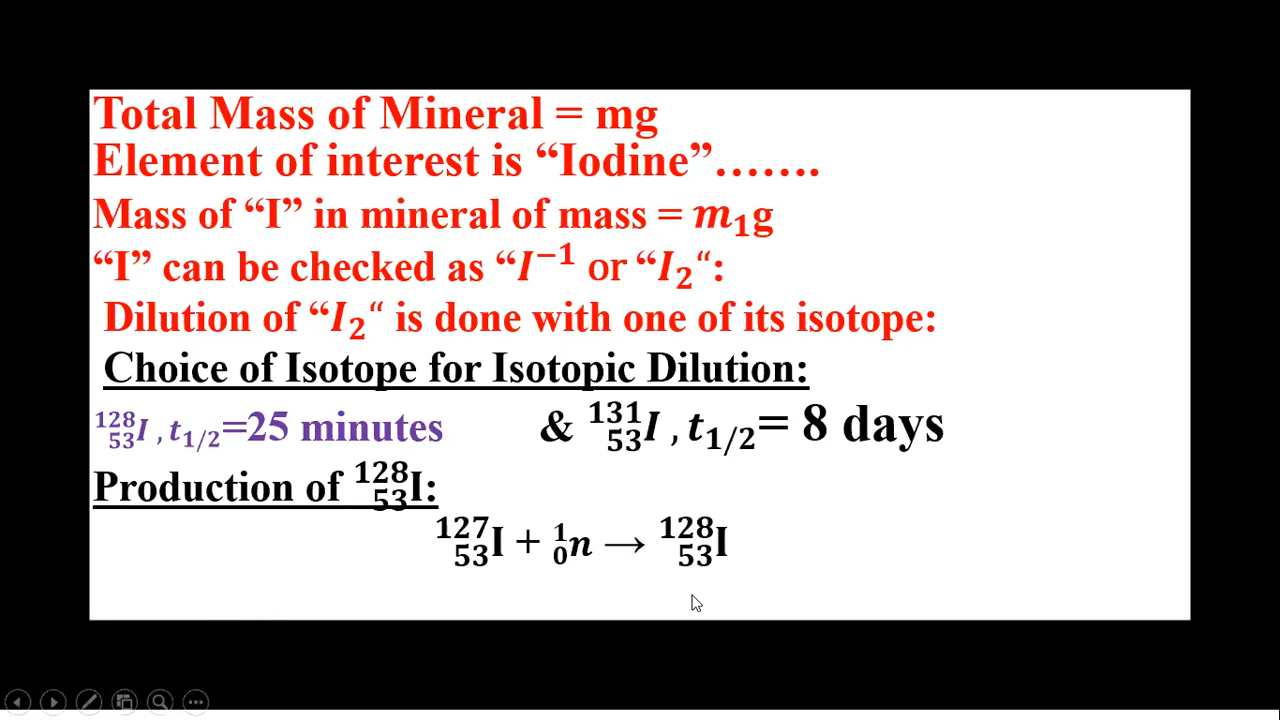 Total Mass of Mineral = mg
Element of interest is “Iodine”…….
Mass of “I” in mineral of mass = m₁g
“I” can be checked as “I⁻¹ or “I₂“:
Dilution of “I₂“ is done with one of its isotope:
Choice of Isotope for Isotopic Dilution:
¹²⁸₅₃I , t₁/₂=25 minutes & ¹³¹₅₃I , t₁/₂= 8 days
Production of ¹²⁸₅₃I:
¹²⁷₅₃I + ¹₀n → ¹²⁸₅₃I